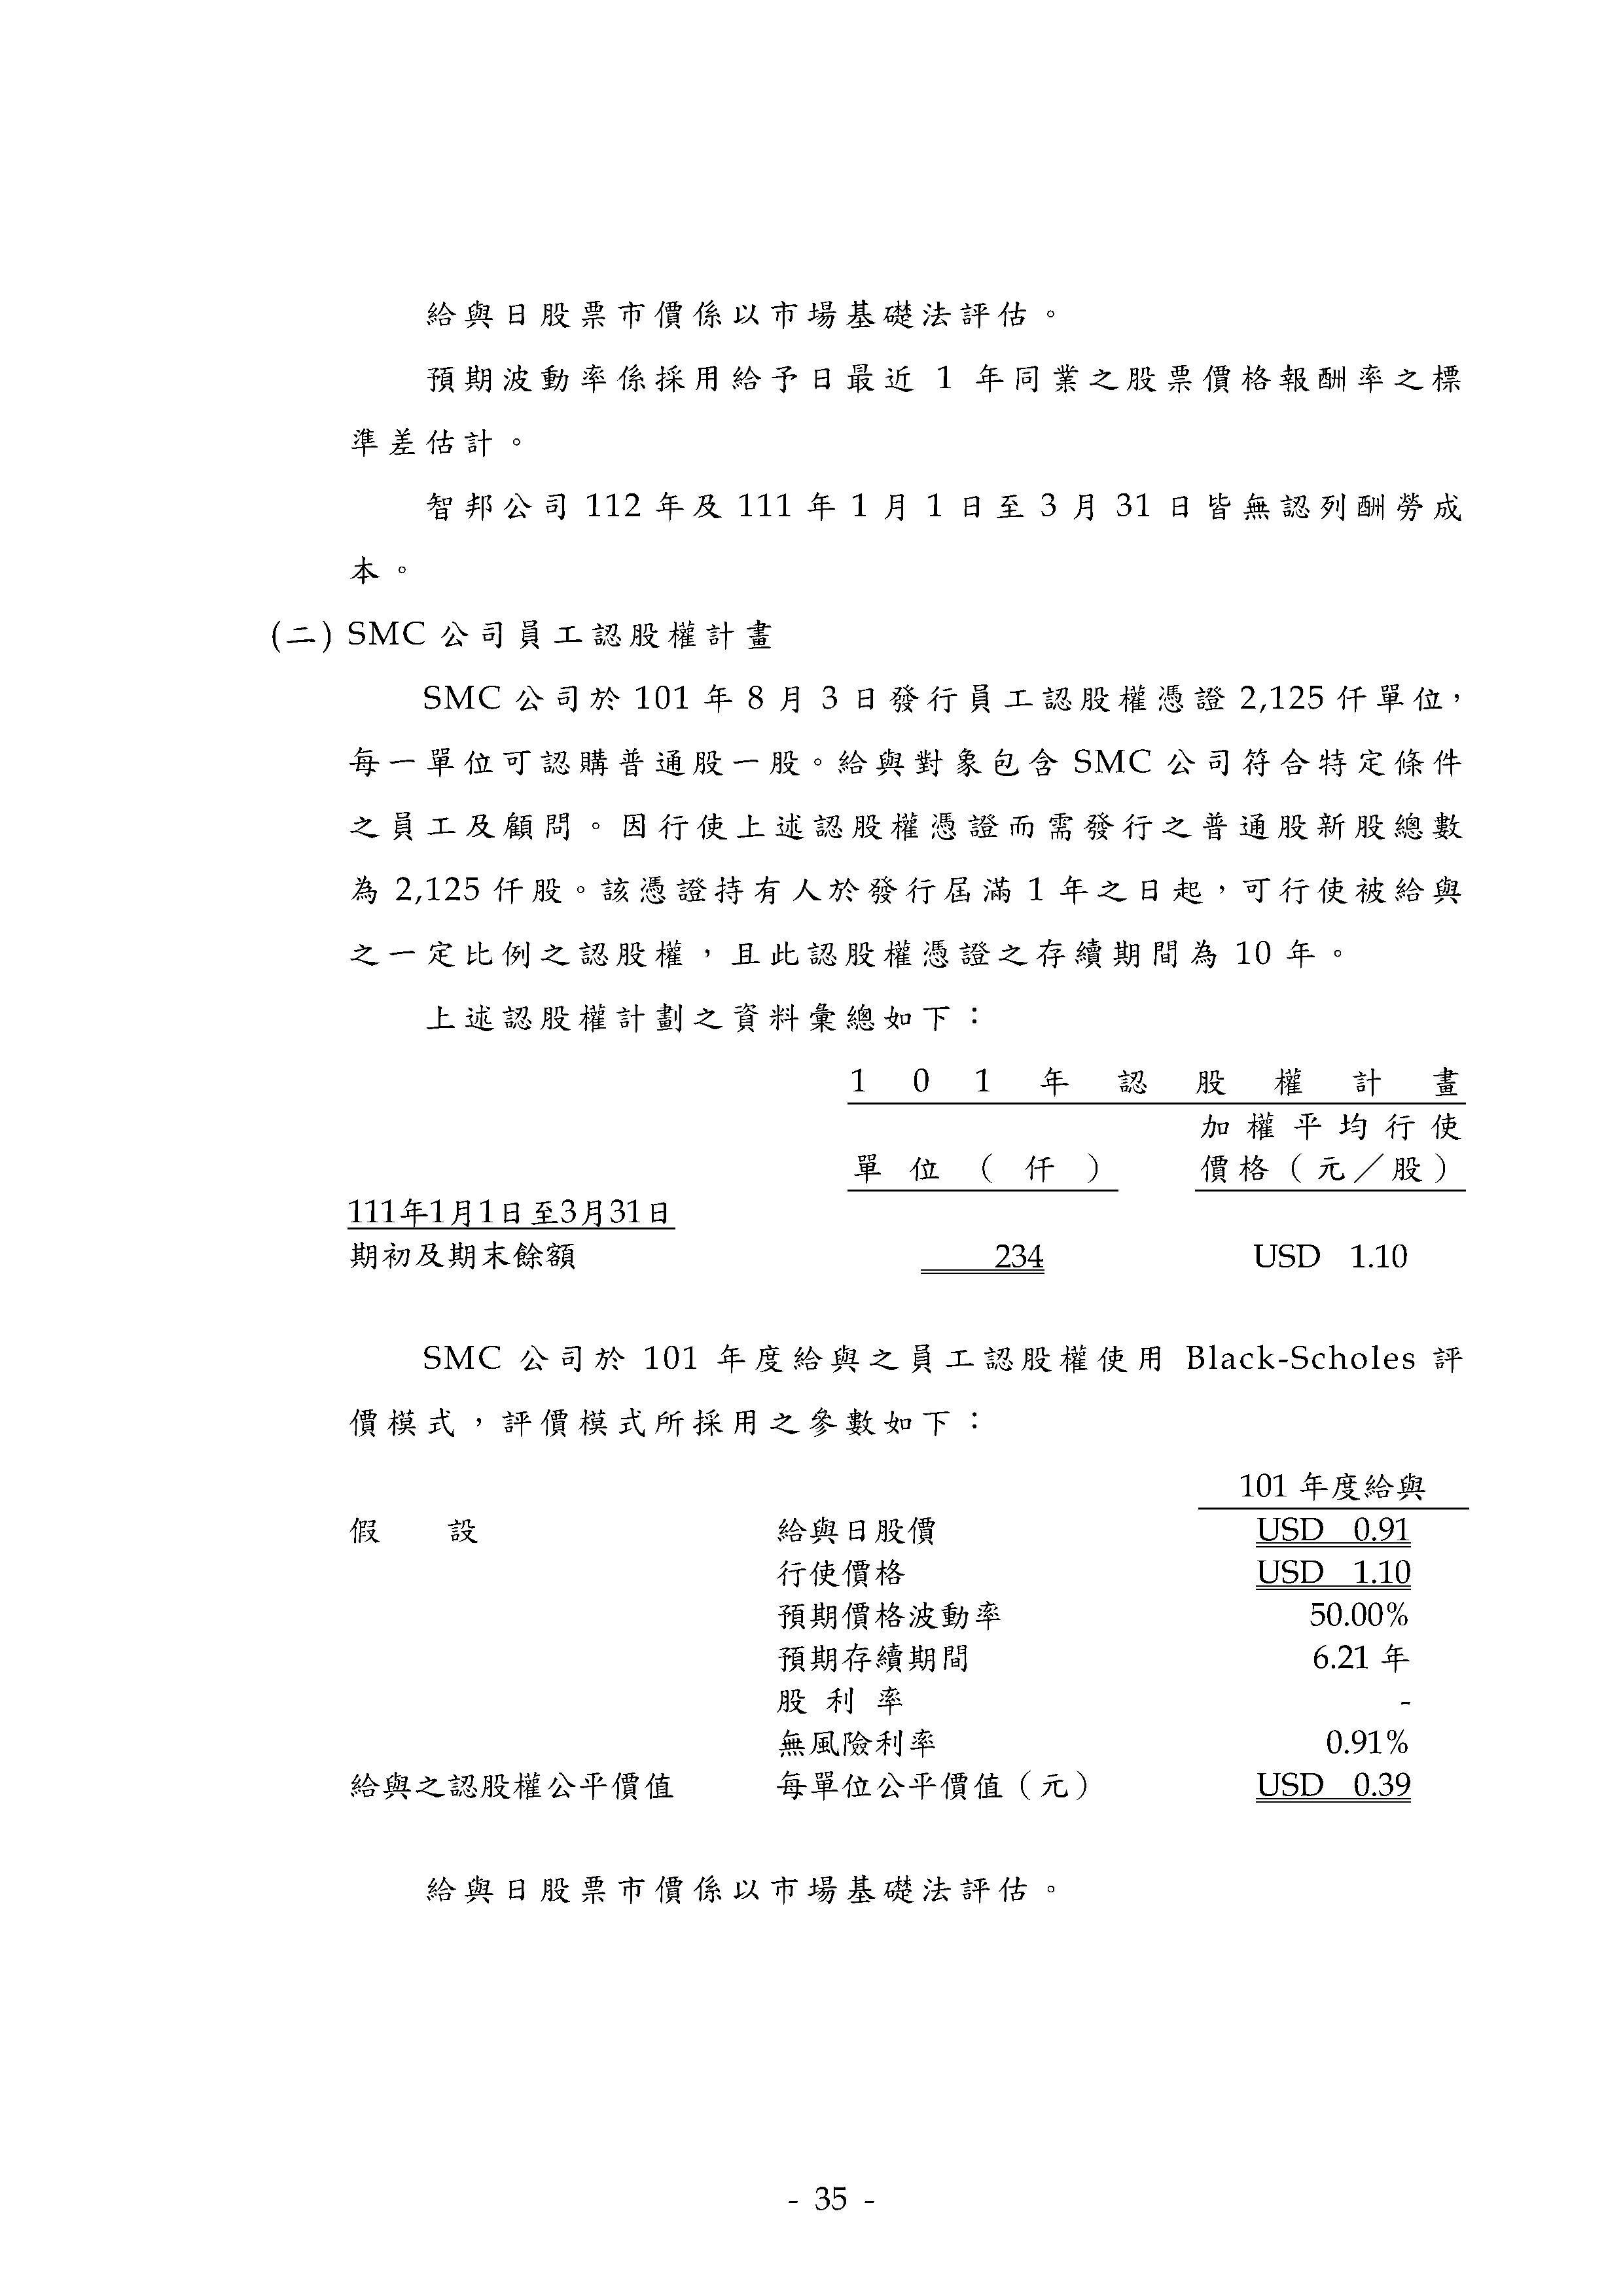 給與日股票市價係以市場基礎法評估。
預期波動率係採用給予日最近 1 年同業之股票價格報酬率之標
準差估計。
智邦公司 112 年及 111 年 1 月 1 日至 3 月 31 日皆無認列酬勞成
本。
(二) SMC 公司員工認股權計畫
SMC 公司於 101 年 8 月 3 日發行員工認股權憑證 2,125 仟單位，
每一單位可認購普通股一股。給與對象包含 SMC 公司符合特定條件
之員工及顧問。因行使上述認股權憑證而需發行之普通股新股總數
為 2,125 仟股。該憑證持有人於發行屆滿 1 年之日起，可行使被給與
之一定比例之認股權，且此認股權憑證之存續期間為 10 年。
上述認股權計劃之資料彙總如下：
101年認股權計畫
加權平均行使
單位（仟） 價格（元／股）
111年1月1日至3月31日
期初及期末餘額 234 USD 1.10
SMC 公司於 101 年度給與之員工認股權使用 Black-Scholes 評
價模式，評價模式所採用之參數如下：
101 年度給與
假 設 給與日股價 USD 0.91
行使價格 USD 1.10
預期價格波動率 50.00%
預期存續期間 6.21 年
股利率 -
無風險利率 0.91%
給與之認股權公平價值 每單位公平價值（元） USD 0.39
給與日股票市價係以市場基礎法評估。
- 35 -